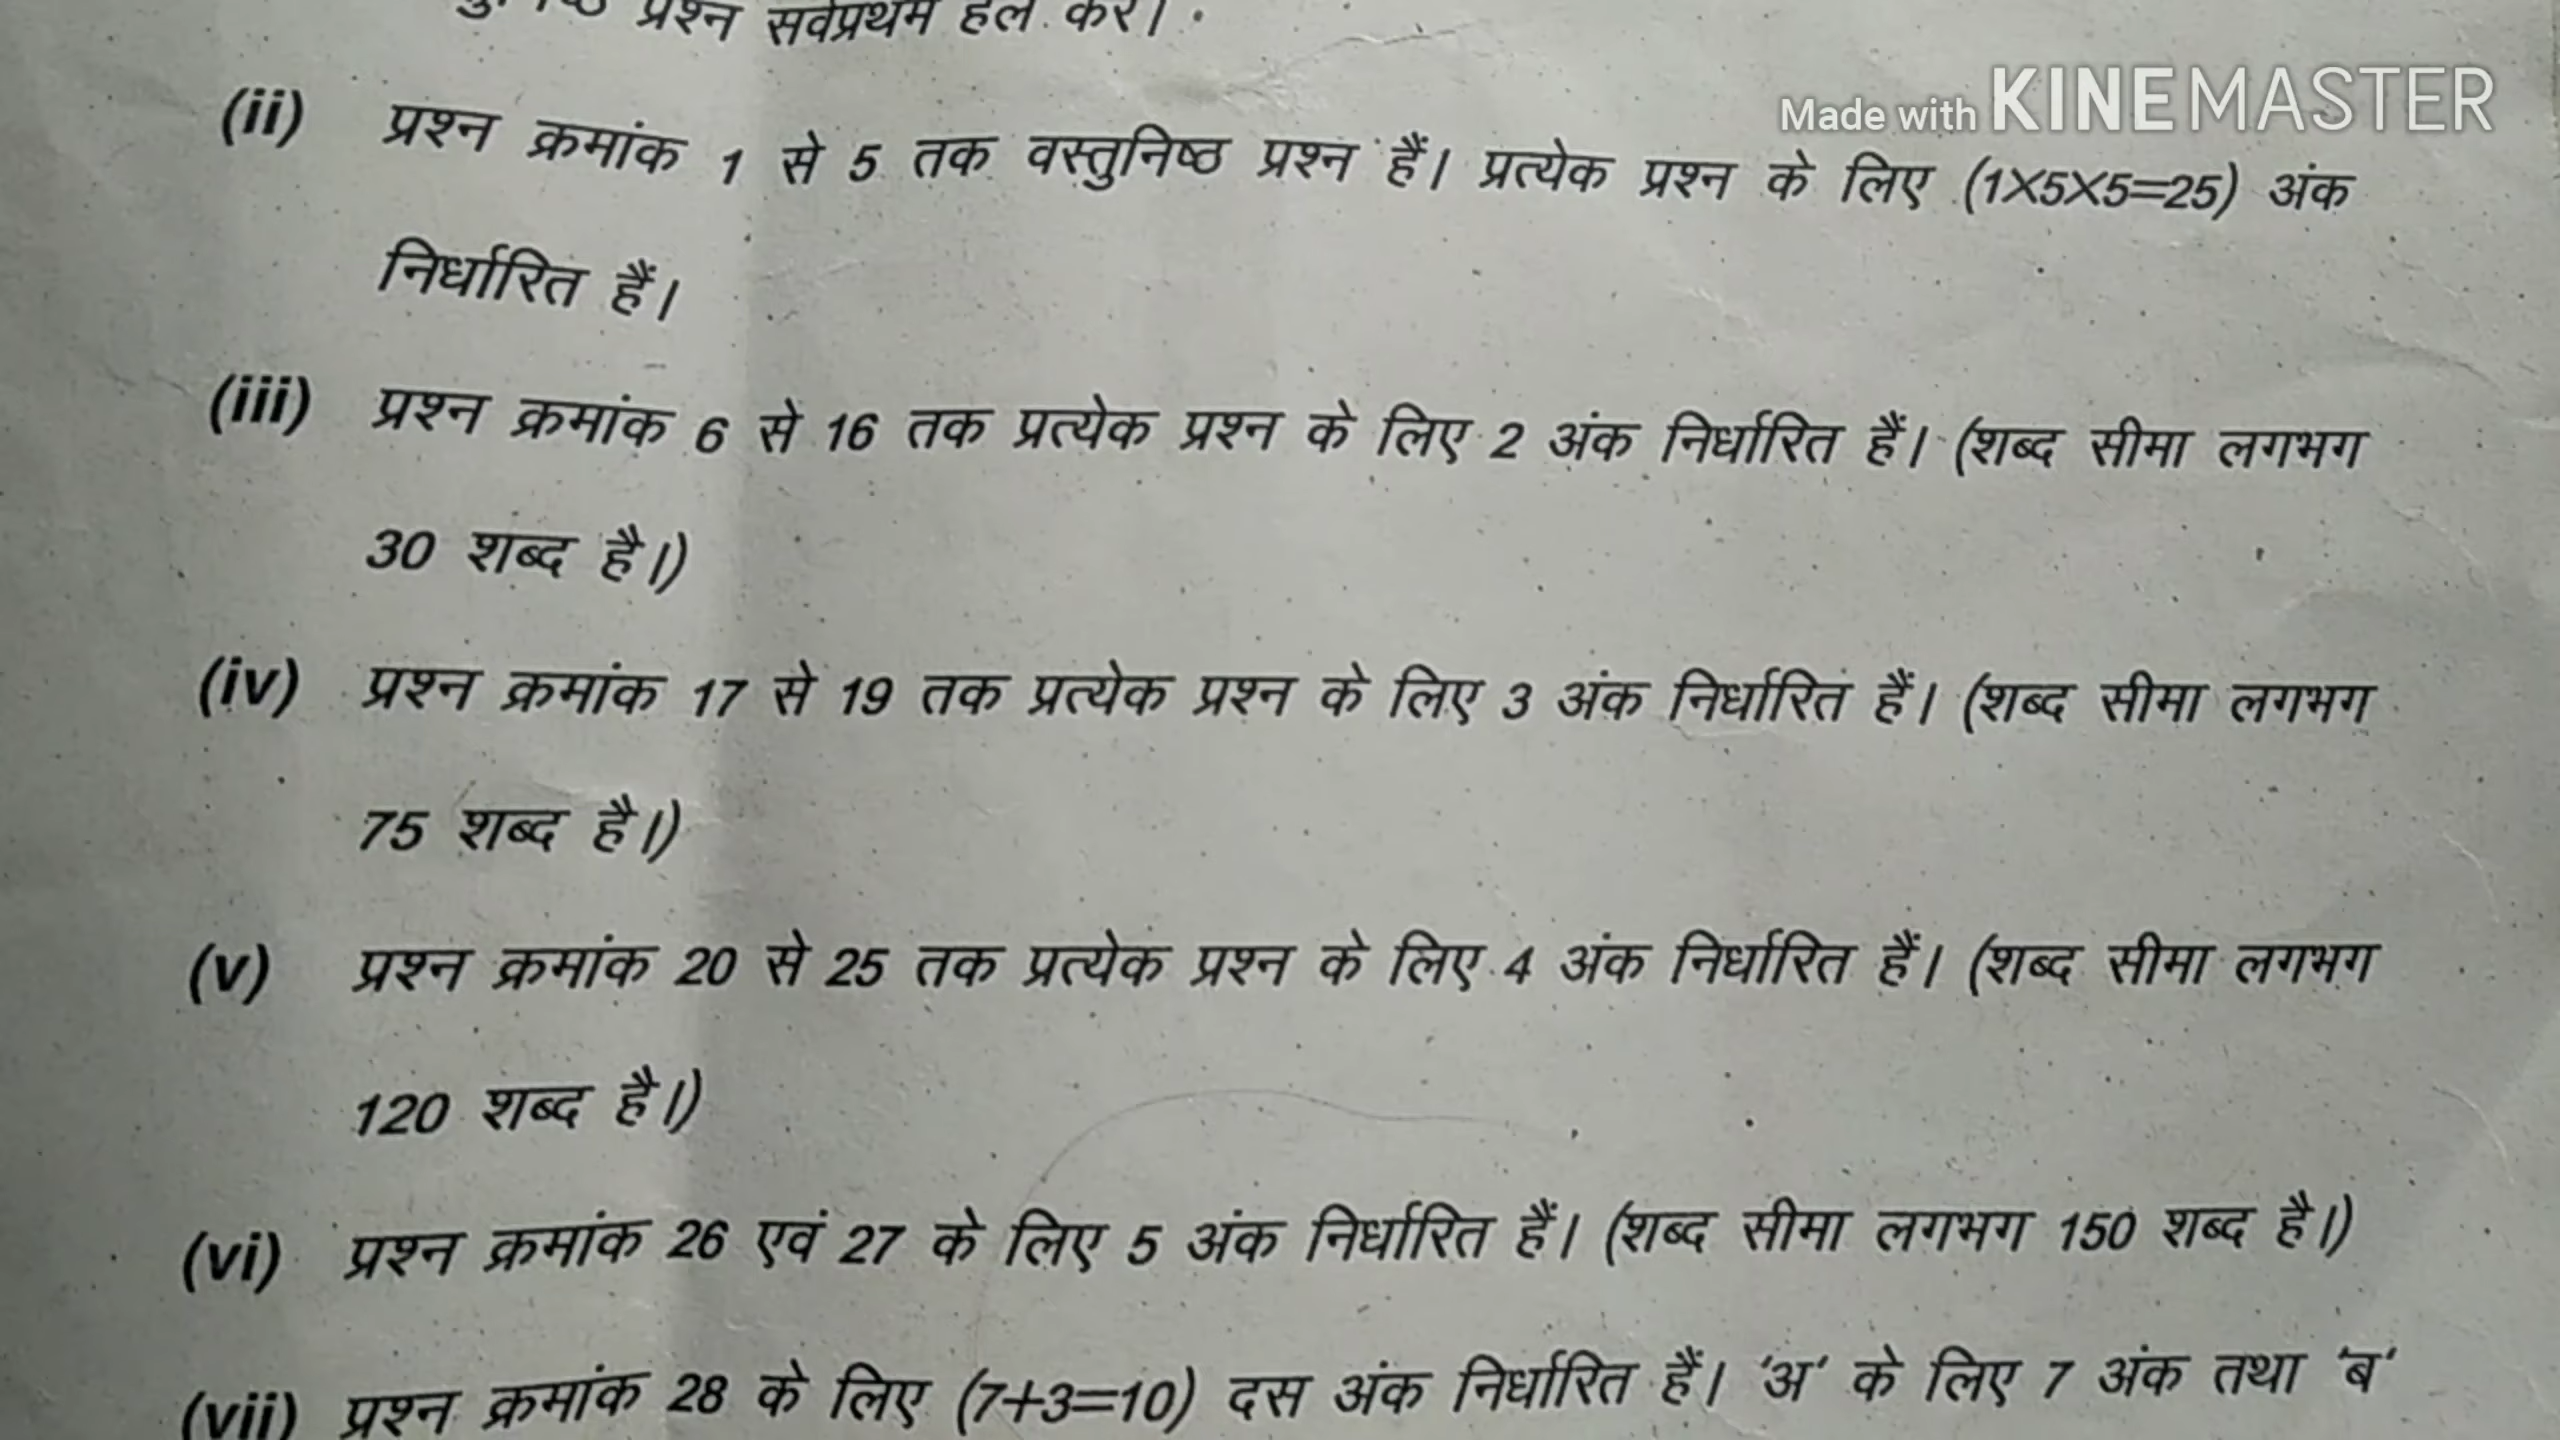 प्रश्न सर्वप्रथम हल करें।
Made with KINEMASTER
(ii) प्रश्न क्रमांक 1 से 5 तक वस्तुनिष्ठ प्रश्न हैं। प्रत्येक प्रश्न के लिए (1X5X5=25) अंक
निर्धारित हैं।
(iii) प्रश्न क्रमांक 6 से 16 तक प्रत्येक प्रश्न के लिए 2 अंक निर्धारित हैं। (शब्द सीमा लगभग
30 शब्द है।)
(iv) प्रश्न क्रमांक 17 से 19 तक प्रत्येक प्रश्न के लिए 3 अंक निर्धारित हैं। (शब्द सीमा लगभग
75 शब्द है।)
(v) प्रश्न क्रमांक 20 से 25 तक प्रत्येक प्रश्न के लिए 4 अंक निर्धारित हैं। (शब्द सीमा लगभग
120 शब्द है।)
(vi) प्रश्न क्रमांक 26 एवं 27 के लिए 5 अंक निर्धारित हैं। (शब्द सीमा लगभग 150 शब्द है।)
(vii) प्रश्न क्रमांक 28 के लिए (7+3=10) दस अंक निर्धारित हैं। 'अ' के लिए 7 अंक तथा 'ब'